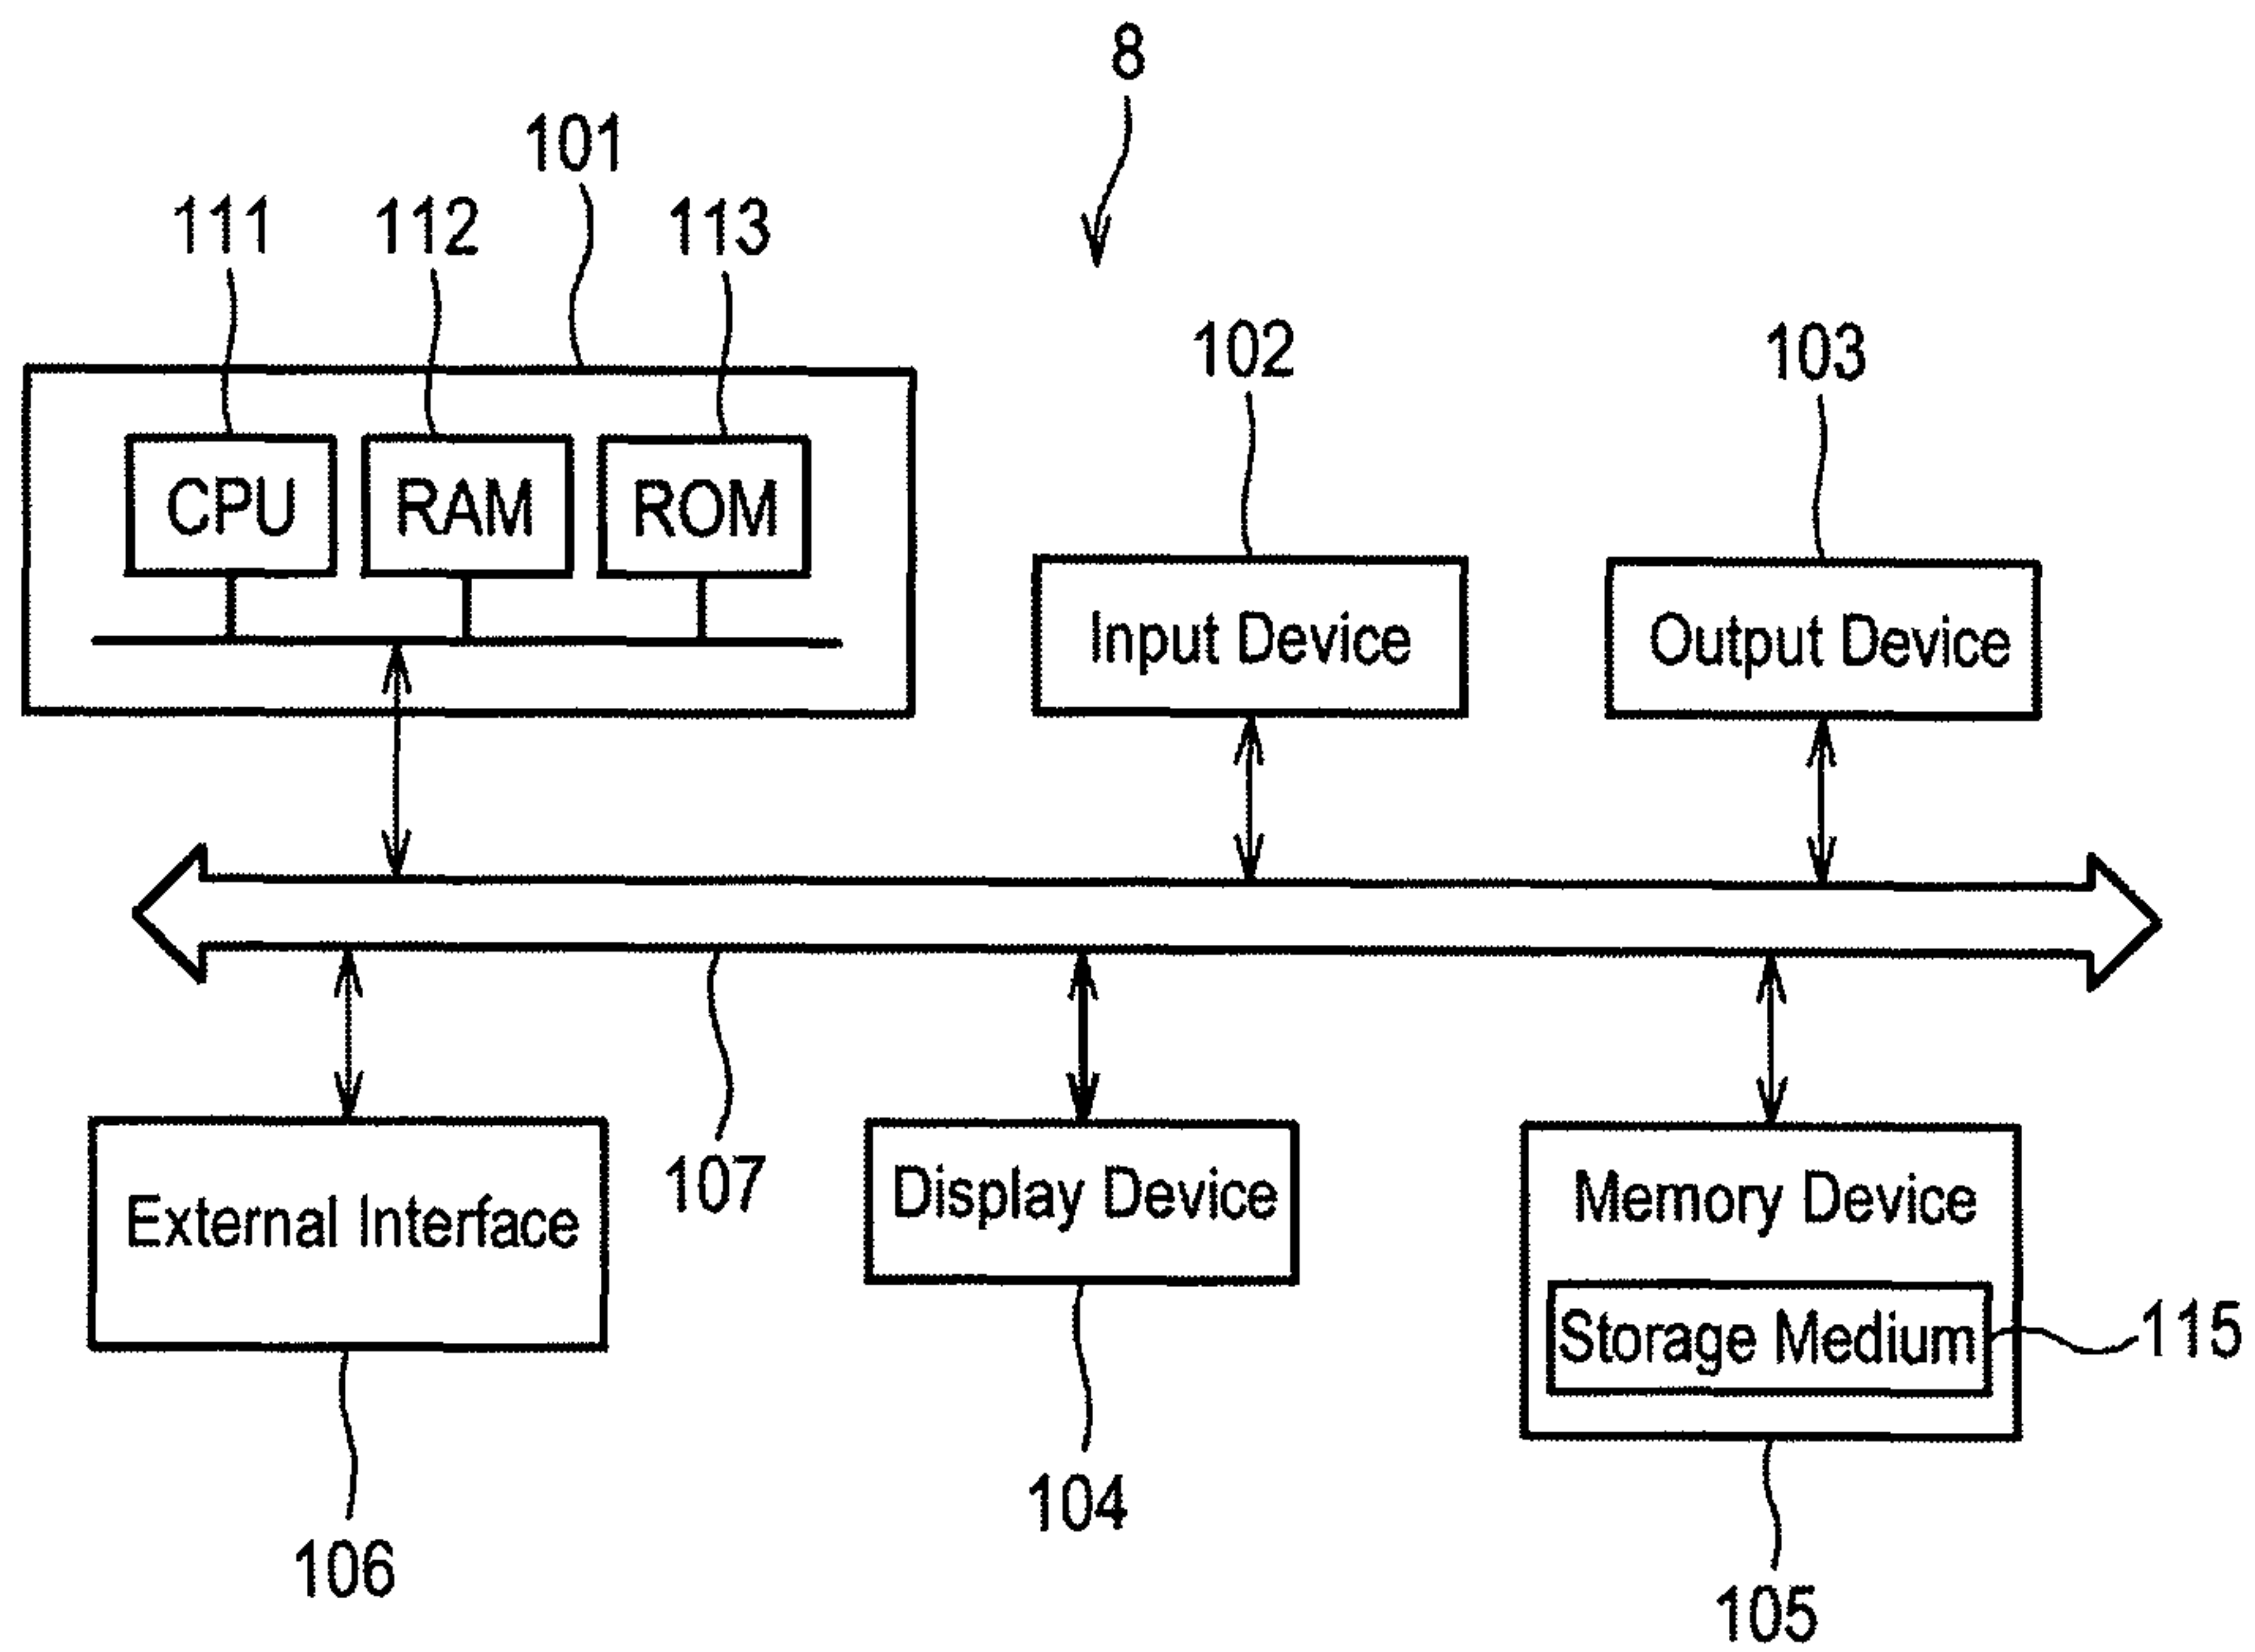 8
101
111 112 113
102 103
CPU RAM ROM
Input Device Output Device
External Interface 107 Display Device Memory Device
Storage Medium 115
104
106
105